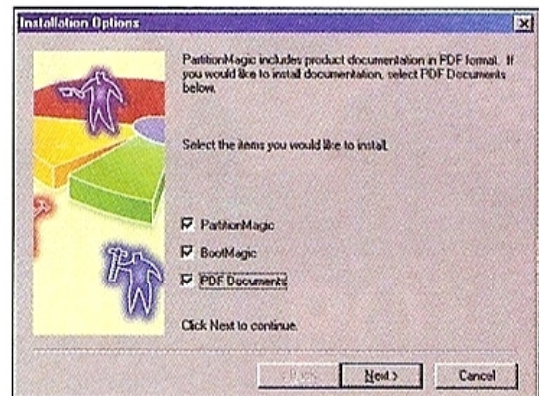 Installation Options
PartitionMagic includes product documentation in PDF format. If
you would like to install documentation, select PDF Documents
below.
Select the items you would like to install.
PartitionMagic
BootMagic
PDF Documents
Click Next to continue.
< Back
Next >
Cancel